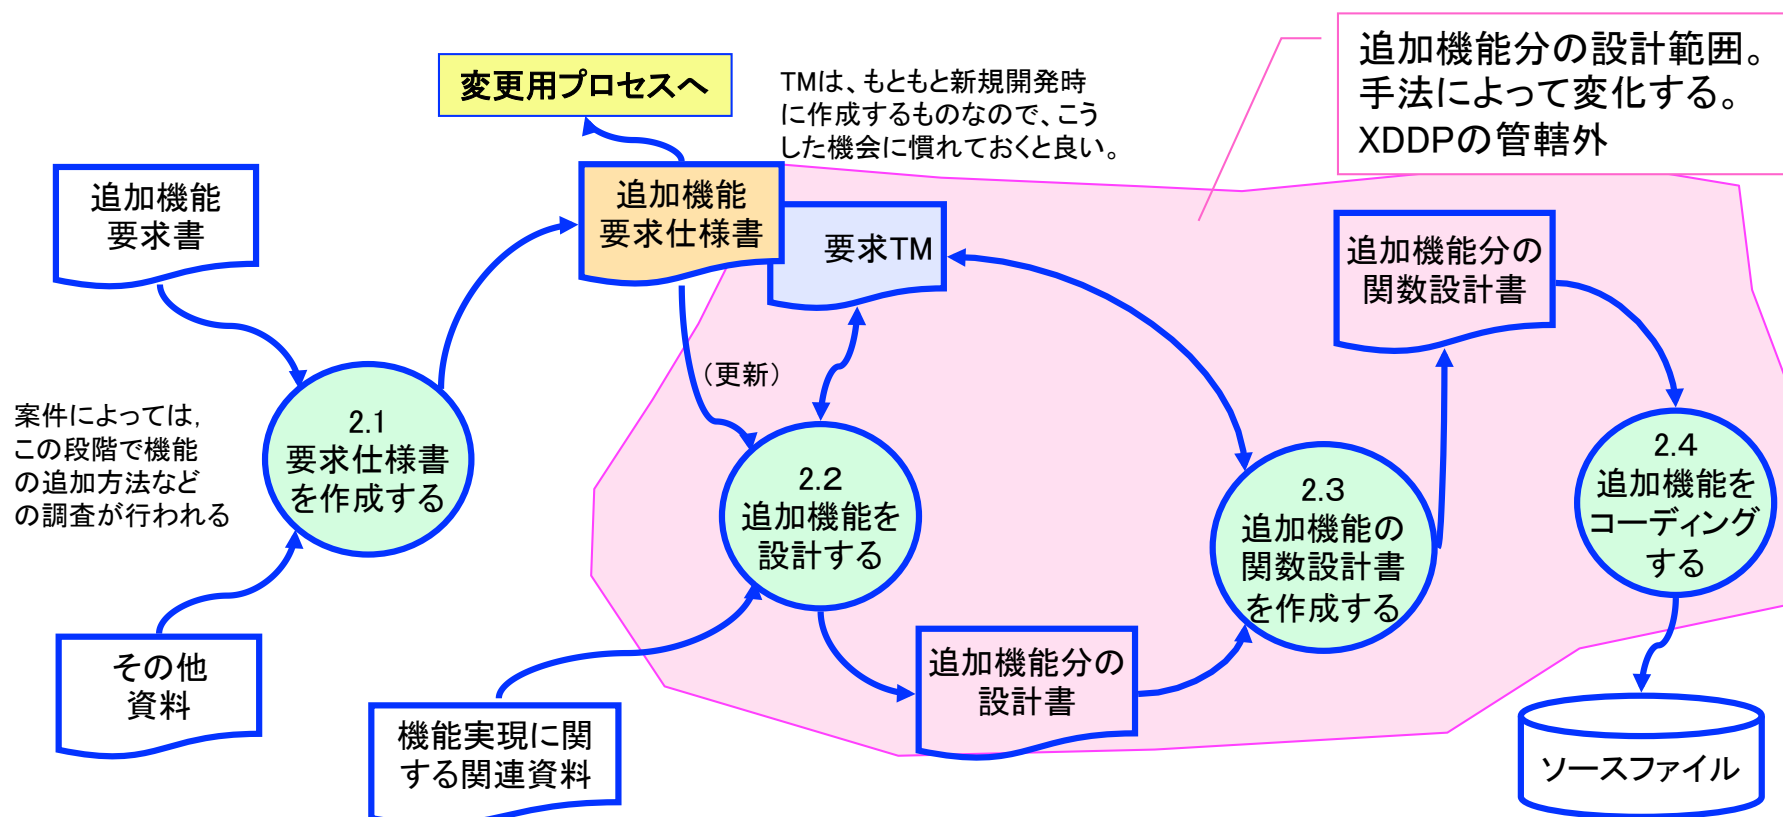 追加機能分の設計範囲。
手法によって変化する。
XDDPの管轄外
変更用プロセスへ
TMは、もともと新規開発時
に作成するものなので、こう
した機会に慣れておくと良い。
追加機能
要求書
追加機能
要求仕様書
要求TM
追加機能分の
関数設計書
(更新)
案件によっては,
この段階で機能
の追加方法など
の調査が行われる
2.1
要求仕様書
を作成する
2.2
追加機能を
設計する
2.3
追加機能の
関数設計書
を作成する
2.4
追加機能を
コーディング
する
その他
資料
機能実現に関
する関連資料
追加機能分の
設計書
ソースファイル